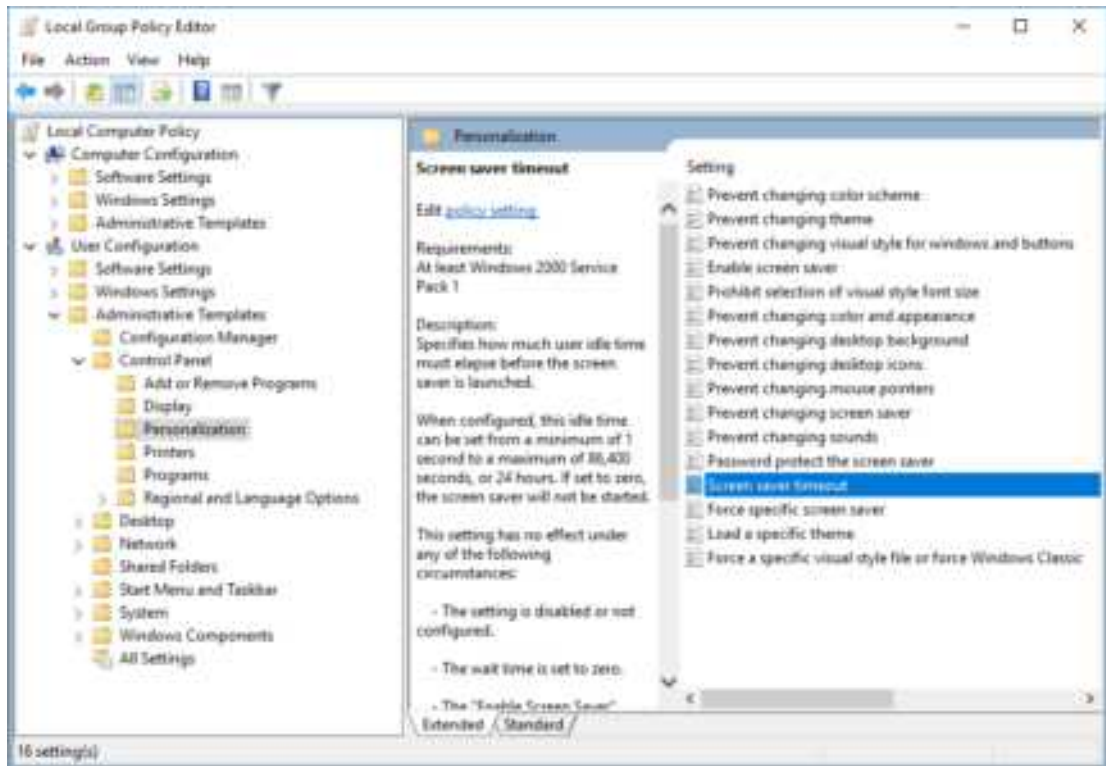 Local Group Policy Editor
File Action View Help
Local Computer Policy
Computer Configuration
Software Settings
Windows Settings
Administrative Templates
User Configuration
Software Settings
Windows Settings
Administrative Templates
Configuration Manager
Control Panel
Add or Remove Programs
Display
Personalization
Printers
Programs
Regional and Language Options
Desktop
Network
Shared Folders
Start Menu and Taskbar
System
Windows Components
All Settings
Personalization
Screen saver timeout
Edit policy setting
Requirements:
At least Windows 2000 Service
Pack 1
Description:
Specifies how much user idle time
must elapse before the screen
saver is launched.
When configured, this idle time
can be set from a minimum of 1
second to a maximum of 86,400
seconds, or 24 hours. If set to zero,
the screen saver will not be started.
This setting has no effect under
any of the following
circumstances:
- The setting is disabled or not
configured.
- The wait time is set to zero.
- The "Enable Screen Saver"
Setting
Prevent changing color scheme
Prevent changing theme
Prevent changing visual style for windows and buttons
Enable screen saver
Prohibit selection of visual style font size
Prevent changing color and appearance
Prevent changing desktop background
Prevent changing desktop icons
Prevent changing mouse pointers
Prevent changing screen saver
Prevent changing sounds
Password protect the screen saver
Screen saver timeout
Force specific screen saver
Load a specific theme
Force a specific visual style file or force Windows Classic
Extended Standard
16 setting(s)